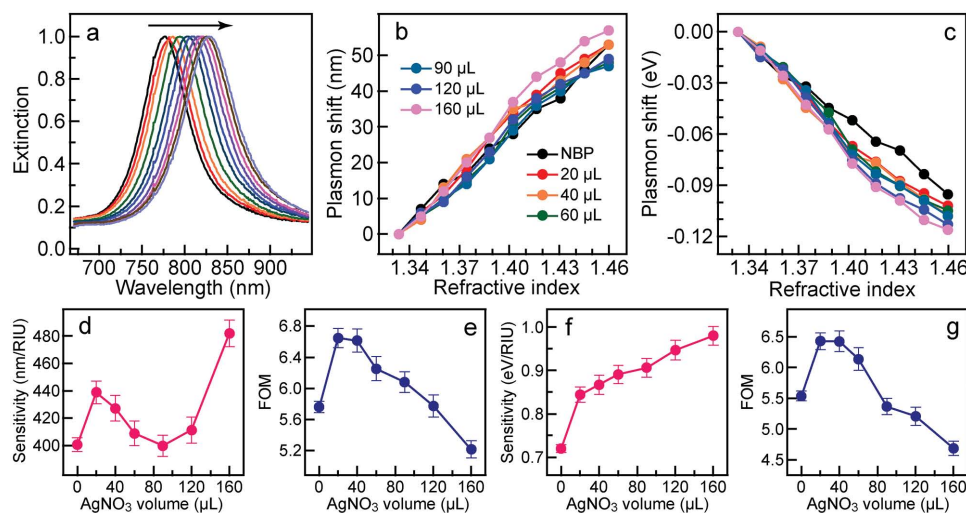 a
Extinction
1.0
0.8
0.6
0.4
0.2
0.0
700
750
800
850
900
Wavelength (nm)
b
Plasmon shift (nm)
50
40
30
20
10
0
90 µL
120 µL
160 µL
NBP
20 µL
40 µL
60 µL
1.34
1.37
1.40
1.43
1.46
Refractive index
c
Plasmon shift (eV)
0.00
-0.03
-0.06
-0.09
-0.12
1.34
1.37
1.40
1.43
1.46
Refractive index
d
Sensitivity (nm/RIU)
480
460
440
420
400
0
40
80
120
160
AgNO3 volume (µL)
e
FOM
6.8
6.4
6.0
5.6
5.2
0
40
80
120
160
AgNO3 volume (µL)
f
Sensitivity (eV/RIU)
1.0
0.9
0.8
0.7
0
40
80
120
160
AgNO3 volume (µL)
g
FOM
6.5
6.0
5.5
5.0
4.5
0
40
80
120
160
AgNO3 volume (µL)